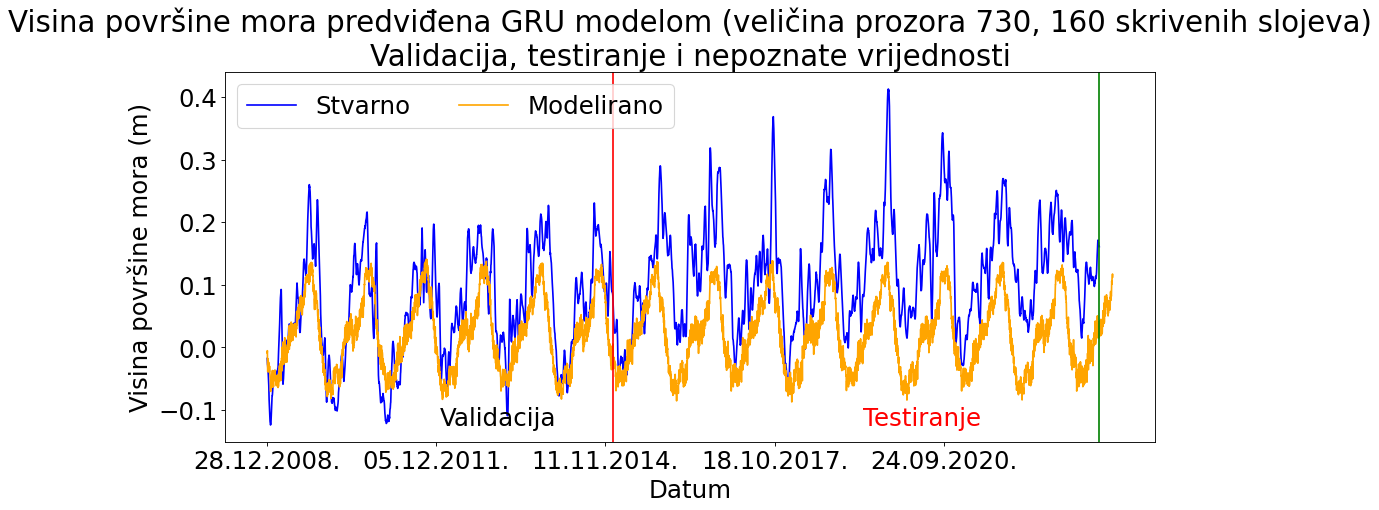 Visina površine mora predviđena GRU modelom (veličina prozora 730, 160 skrivenih slojeva)
Validacija, testiranje i nepoznate vrijednosti
Stvarno
Modelirano
Visina površine mora (m)
0.4
0.3
0.2
0.1
0.0
−0.1
Validacija
Testiranje
28.12.2008.
05.12.2011.
11.11.2014.
18.10.2017.
24.09.2020.
Datum